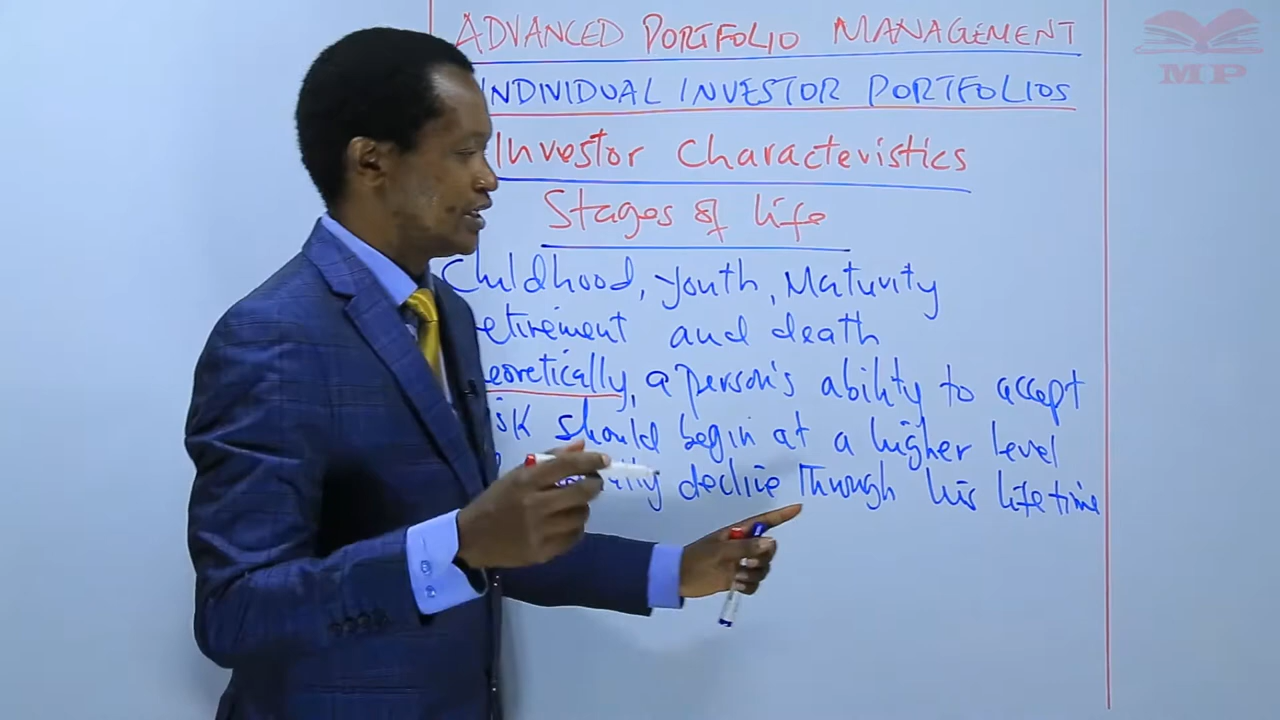 ADVANCED PORTFOLIO MANAGEMENT
MP
INDIVIDUAL INVESTOR PORTFOLIOS
Investor Characteristics
Stages of life
Childhood, youth, Maturity
etirement and death
eoretically, a person's ability to accept
isk should begin at a higher level
decline through his lifetime